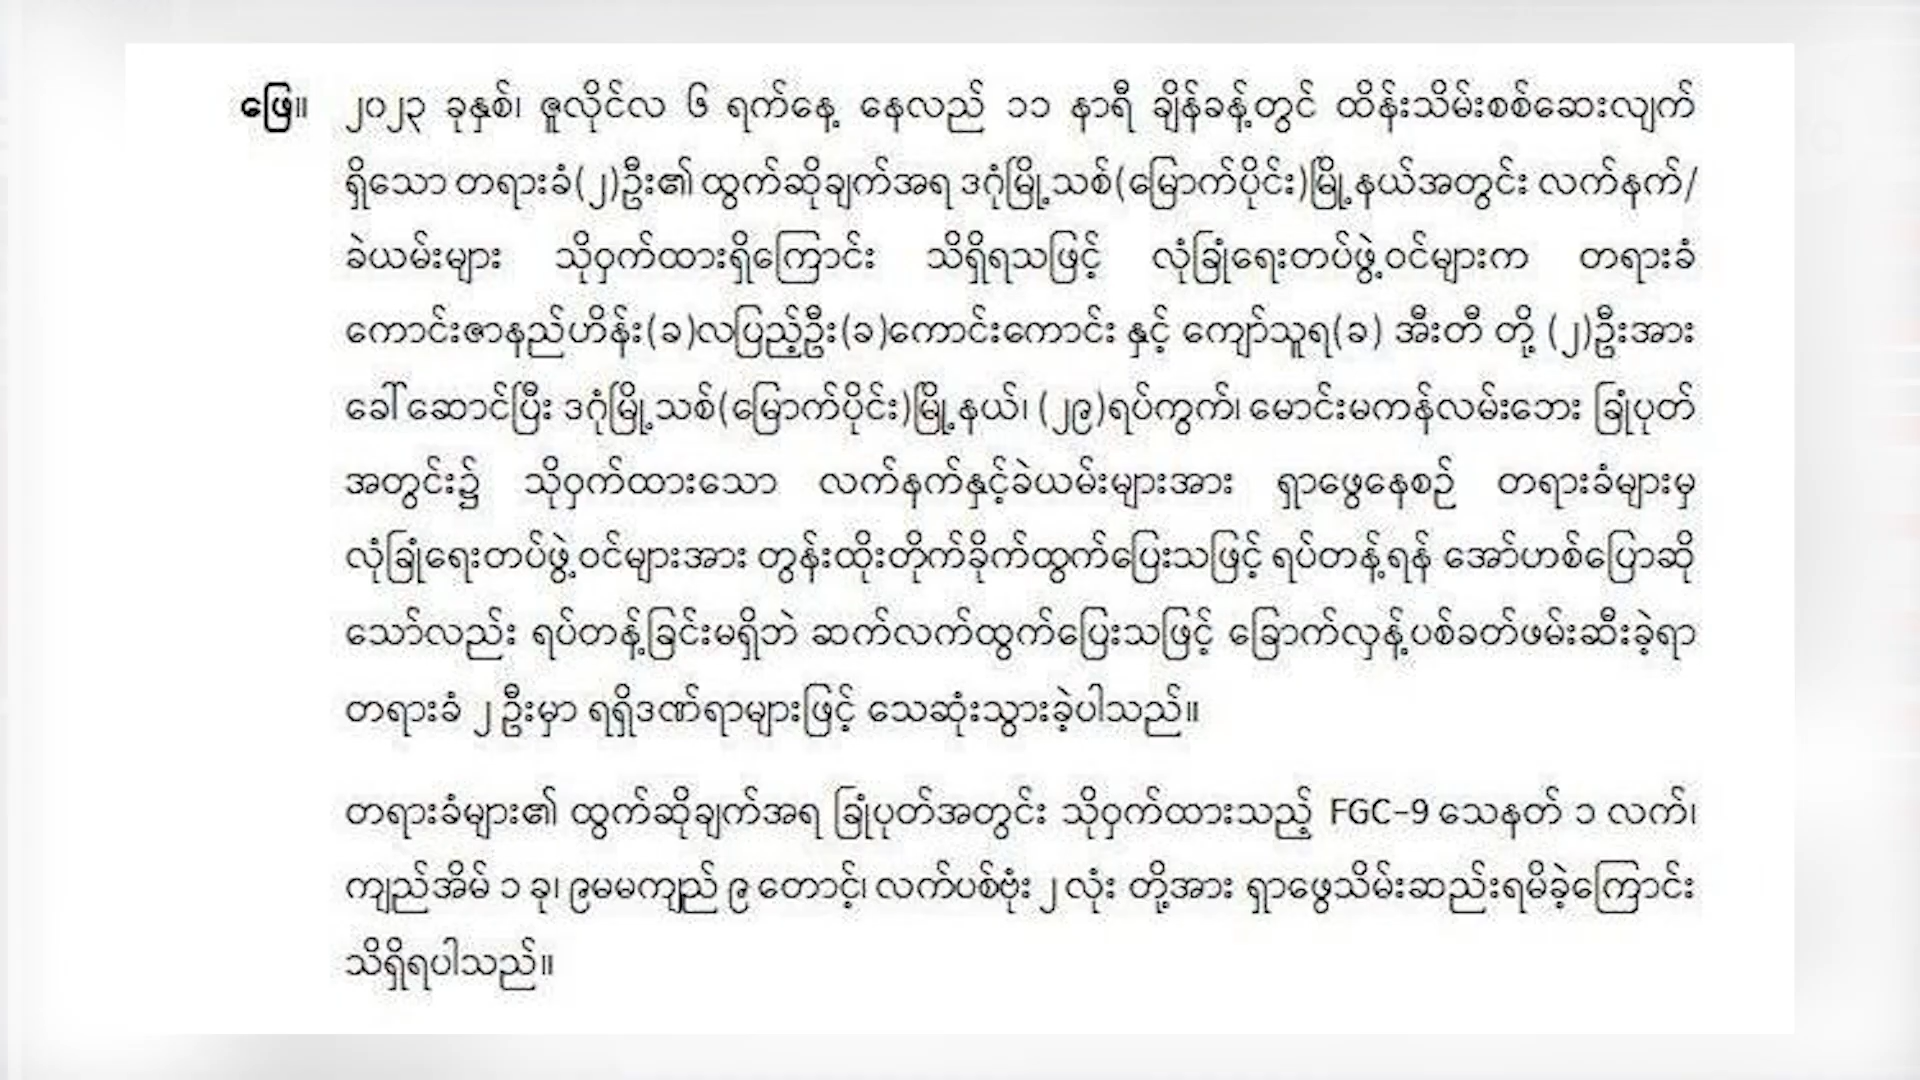 ဖြေ။ ၂၀၂၃ ခုနှစ်၊ ဇူလိုင်လ ၆ ရက်နေ့ နေလည် ၁၁ နာရီ ချိန်ခန့်တွင် ထိန်းသိမ်းစစ်ဆေးလျက်
ရှိသော တရားခံ(၂)ဦး၏ ထွက်ဆိုချက်အရ ဒဂုံမြို့သစ်(မြောက်ပိုင်း)မြို့နယ်အတွင်း လက်နက်/
ခဲယမ်းများ သိုဝှက်ထားရှိကြောင်း သိရှိရသဖြင့် လုံခြုံရေးတပ်ဖွဲ့ဝင်များက တရားခံ
ကောင်းဇာနည်ဟိန်း(ခ)လပြည့်ဦး(ခ)ကောင်းကောင်း နှင့် ကျော်သူရ(ခ) အီးတီ တို့ (၂)ဦးအား
ခေါ်ဆောင်ပြီး ဒဂုံမြို့သစ်(မြောက်ပိုင်း)မြို့နယ်၊ (၂၉)ရပ်ကွက်၊ မောင်းမကန်လမ်းဘေး ခြုံပုတ်
အတွင်း၌ သိုဝှက်ထားသော လက်နက်နှင့်ခဲယမ်းများအား ရှာဖွေနေစဉ် တရားခံများမှ
လုံခြုံရေးတပ်ဖွဲ့ဝင်များအား တွန်းထိုးတိုက်ခိုက်ထွက်ပြေးသဖြင့် ရပ်တန့်ရန် အော်ဟစ်ပြောဆို
သော်လည်း ရပ်တန့်ခြင်းမရှိဘဲ ဆက်လက်ထွက်ပြေးသဖြင့် ခြောက်လှန့်ပစ်ခတ်ဖမ်းဆီးခဲ့ရာ
တရားခံ ၂ ဦးမှာ ရရှိဒဏ်ရာများဖြင့် သေဆုံးသွားခဲ့ပါသည်။
တရားခံများ၏ ထွက်ဆိုချက်အရ ခြုံပုတ်အတွင်း သိုဝှက်ထားသည့် FGC-9 သေနတ် ၁ လက်၊
ကျည်အိမ် ၁ ခု၊ ၉မမကျည် ၉ တောင့်၊ လက်ပစ်ဗုံး ၂ လုံး တို့အား ရှာဖွေသိမ်းဆည်းရမိခဲ့ကြောင်း
သိရှိရပါသည်။